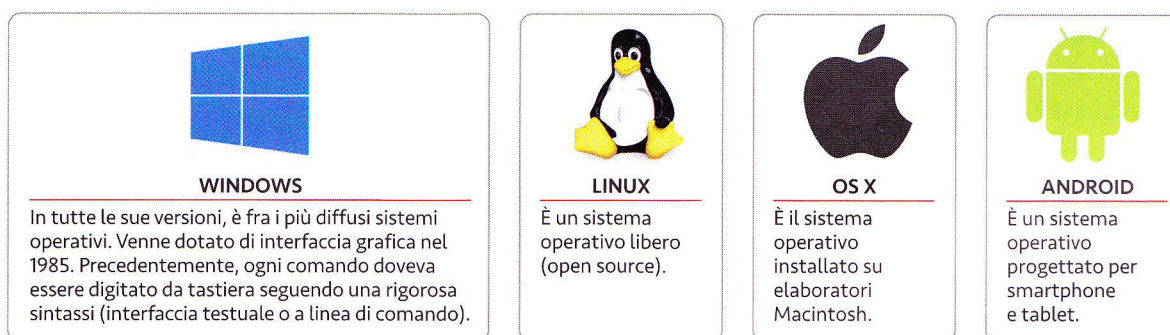 WINDOWS
In tutte le sue versioni, è fra i più diffusi sistemi
operativi. Venne dotato di interfaccia grafica nel
1985. Precedentemente, ogni comando doveva
essere digitato da tastiera seguendo una rigorosa
sintassi (interfaccia testuale o a linea di comando).
LINUX
È un sistema
operativo libero
(open source).
OS X
È il sistema
operativo
installato su
elaboratori
Macintosh.
ANDROID
È un sistema
operativo
progettato per
smartphone
e tablet.